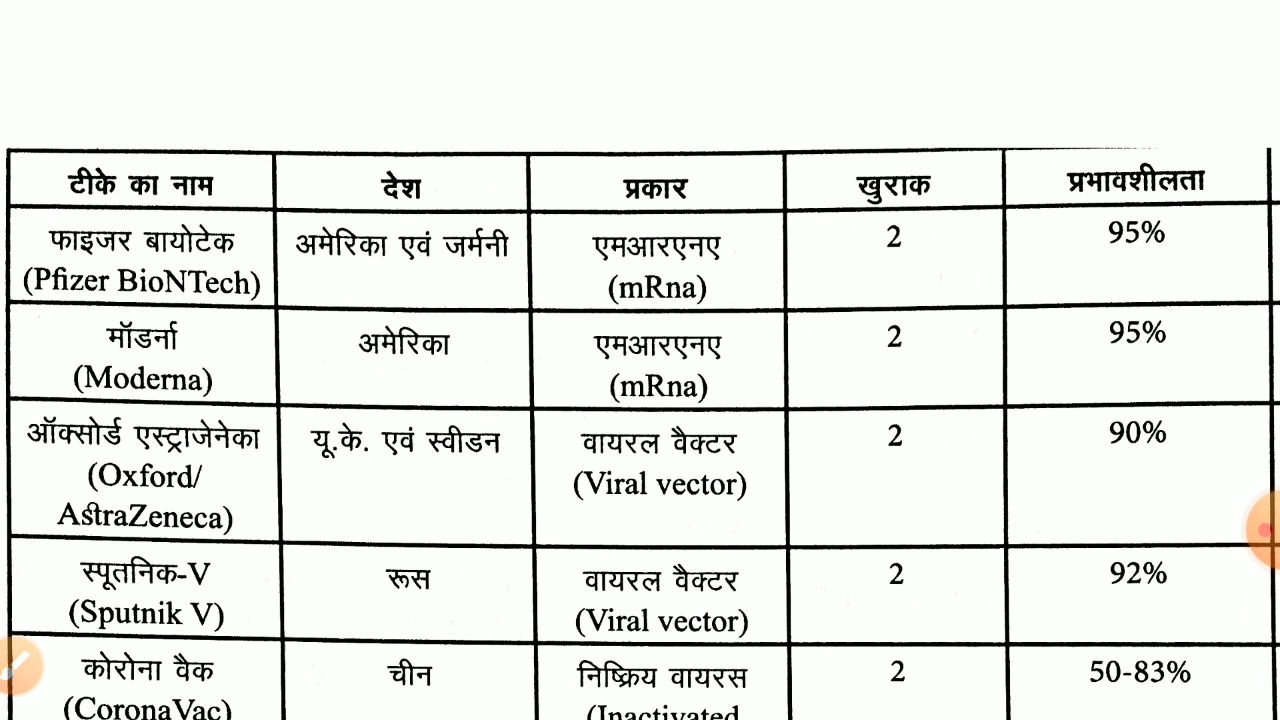 टीके का नाम देश प्रकार खुराक प्रभावशीलता
फाइजर बायोटेक अमेरिका एवं जर्मनी एमआरएनए 2 95%
(Pfizer BioNTech) (mRna)
मॉडर्ना अमेरिका एमआरएनए 2 95%
(Moderna) (mRna)
ऑक्सोर्ड एस्ट्राजेनेका यू.के. एवं स्वीडन वायरल वैक्टर 2 90%
(Oxford/ (Viral vector)
AstraZeneca)
स्पूतनिक-V रूस वायरल वैक्टर 2 92%
(Sputnik V) (Viral vector)
कोरोना वैक चीन निष्क्रिय वायरस 2 50-83%
(CoronaVac) (Inactivated